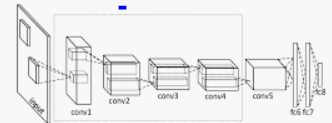 input
conv1
conv2
conv3
conv4
conv5
fc6
fc7
fc8